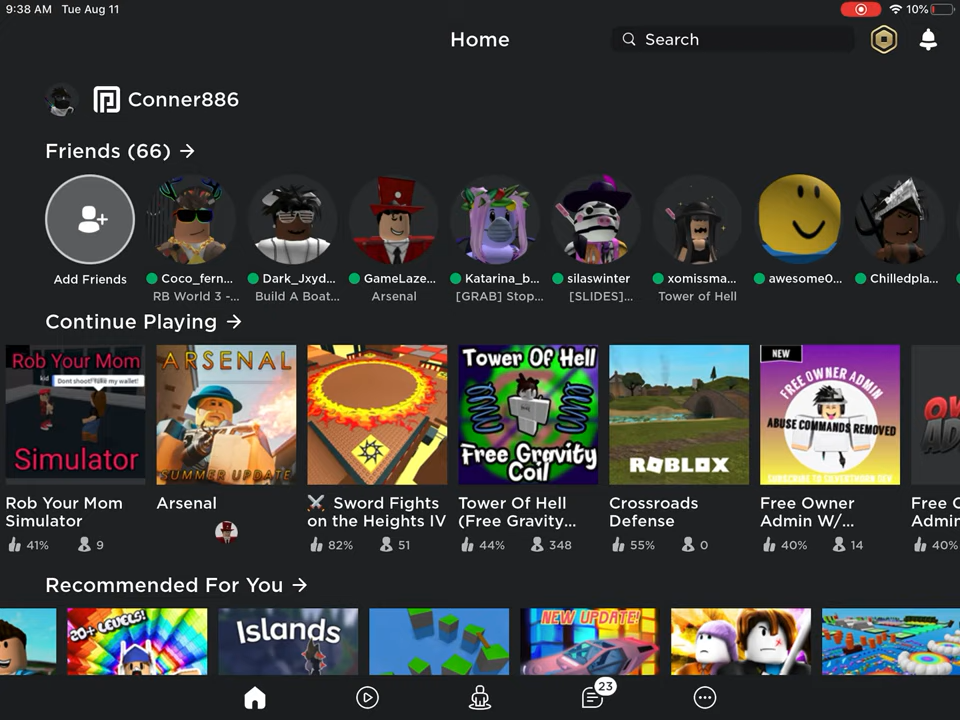 9:38 AM Tue Aug 11
10%
Home
Search
Conner886
Friends (66) →
Add Friends
Coco_fern...
RB World 3 -...
Dark_Jxyd...
Build A Boat...
GameLaze...
Arsenal
Katarina_b...
[GRAB] Stop...
silaswinter
[SLIDES]...
xomissma...
Tower of Hell
awesome0...
Chilledpla...
Continue Playing →
Rob Your Mom
kid
Dont shoot! Take my wallet!
Simulator
ARSENAL
SUMMER UPDATE
Tower Of Hell
Free Gravity
Coil
ROBLOX
NEW
FREE OWNER
ADMIN
ABUSE COMMANDS REMOVED
Rob Your Mom
Simulator
41% 9
Arsenal
⚔️ Sword Fights
on the Heights IV
82% 51
Tower Of Hell
(Free Gravity...
44% 348
Crossroads
Defense
55% 0
Free Owner
Admin W/...
40% 14
Free O
Admin
40%
Recommended For You →
20+ LEVELS!
Islands
NEW UPDATE!
23